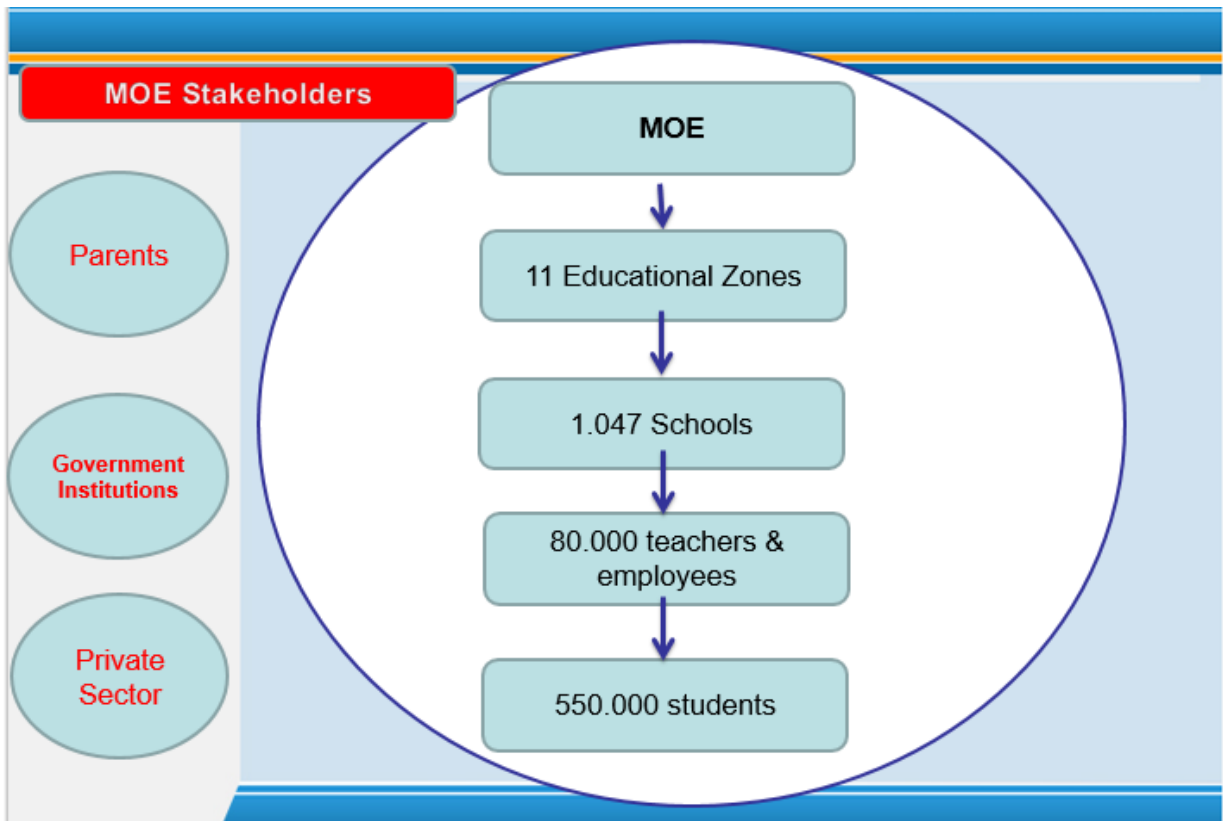 MOE Stakeholders
MOE
Parents
11 Educational Zones
1.047 Schools
Government
Institutions
80.000 teachers &
employees
Private
Sector
550.000 students